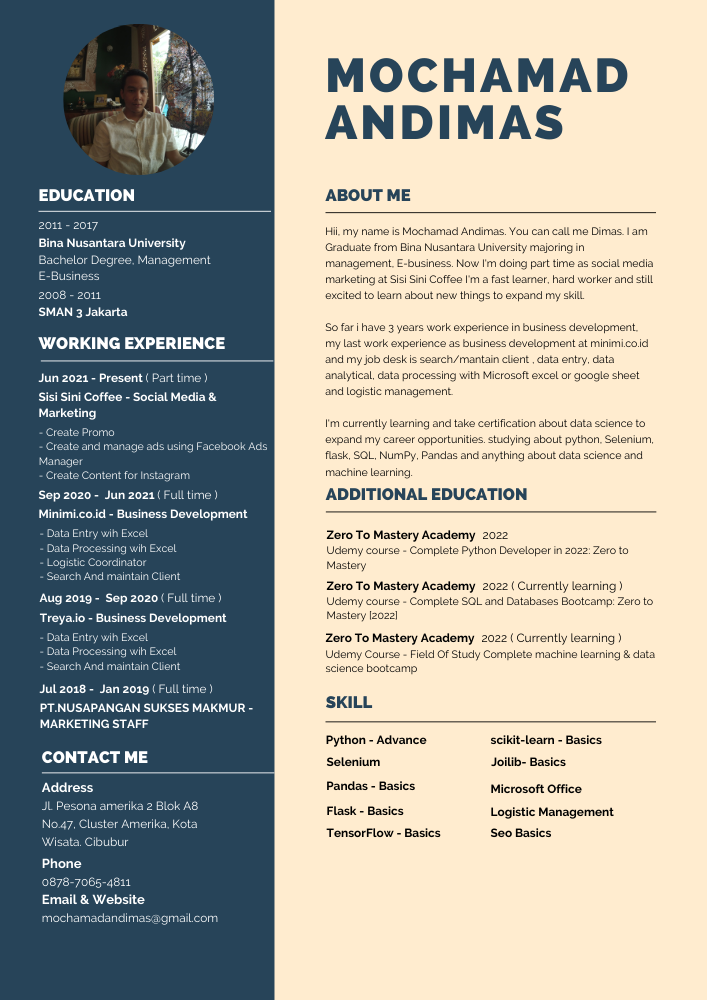 MOCHAMAD
ANDIMAS
EDUCATION
2011 - 2017
Bina Nusantara University
Bachelor Degree, Management
E-Business
2008 - 2011
SMAN 3 Jakarta
WORKING EXPERIENCE
Jun 2021 - Present ( Part time )
Sisi Sini Coffee - Social Media &
Marketing
- Create Promo
- Create and manage ads using Facebook Ads
Manager
- Create Content for Instagram
Sep 2020 - Jun 2021 ( Full time )
Minimi.co.id - Business Development
- Data Entry wih Excel
- Data Processing wih Excel
- Logistic Coordinator
- Search And maintain Client
Aug 2019 - Sep 2020 ( Full time )
Treya.io - Business Development
- Data Entry wih Excel
- Data Processing wih Excel
- Search And maintain Client
Jul 2018 - Jan 2019 ( Full time )
PT.NUSAPANGAN SUKSES MAKMUR -
MARKETING STAFF
CONTACT ME
Address
Jl. Pesona amerika 2 Blok A8
No.47, Cluster Amerika, Kota
Wisata. Cibubur
Phone
0878-7065-4811
Email & Website
mochamadandimas@gmail.com
ABOUT ME
Hii, my name is Mochamad Andimas. You can call me Dimas. I am
Graduate from Bina Nusantara University majoring in
management, E-business. Now I'm doing part time as social media
marketing at Sisi Sini Coffee I'm a fast learner, hard worker and still
excited to learn about new things to expand my skill.
So far i have 3 years work experience in business development,
my last work experience as business development at minimi.co.id
and my job desk is search/mantain client , data entry, data
analytical, data processing with Microsoft excel or google sheet
and logistic management.
I'm currently learning and take certification about data science to
expand my career opportunities. studying about python, Selenium,
flask, SQL, NumPy, Pandas and anything about data science and
machine learning.
ADDITIONAL EDUCATION
Zero To Mastery Academy 2022
Udemy course - Complete Python Developer in 2022: Zero to
Mastery
Zero To Mastery Academy 2022 ( Currently learning )
Udemy course - Complete SQL and Databases Bootcamp: Zero to
Mastery [2022]
Zero To Mastery Academy 2022 ( Currently learning )
Udemy Course - Field Of Study Complete machine learning & data
science bootcamp
SKILL
Python - Advance
Selenium
Pandas - Basics
Flask - Basics
TensorFlow - Basics
scikit-learn - Basics
Joilib- Basics
Microsoft Office
Logistic Management
Seo Basics